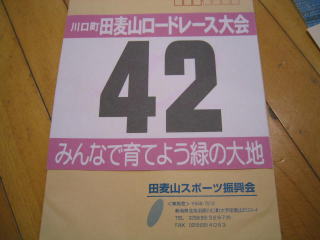 川口町田麦山ロードレース大会
42
みんなで育てよう緑の大地
田麦山スポーツ振興会